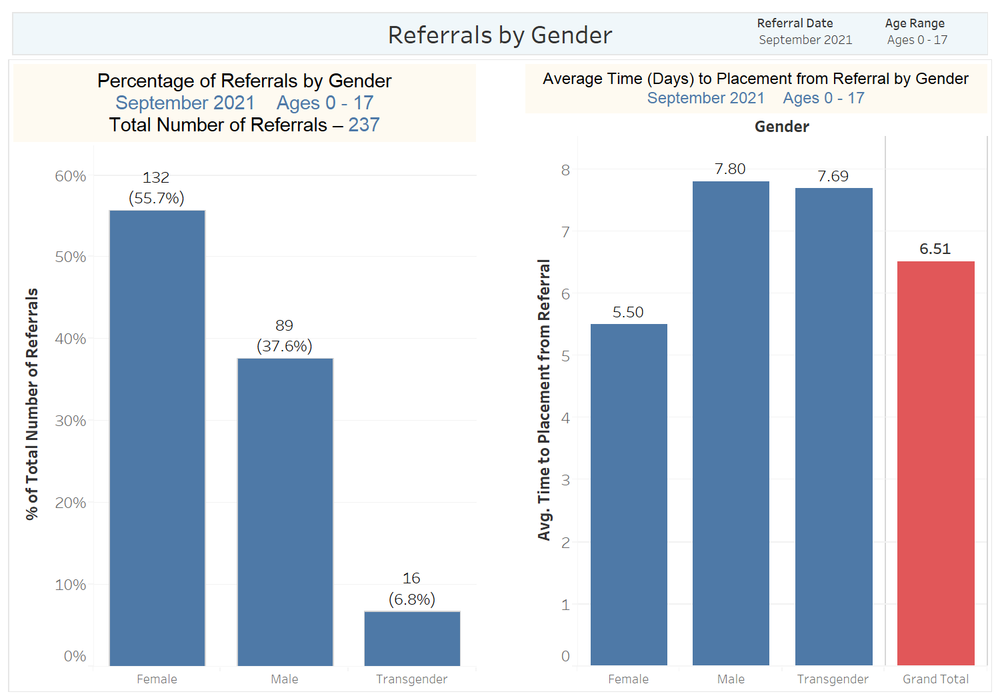 Referrals by Gender
Referral Date
September 2021
Age Range
Ages 0 - 17
Percentage of Referrals by Gender
September 2021 Ages 0 - 17
Total Number of Referrals – 237
% of Total Number of Referrals
60%
50%
40%
30%
20%
10%
0%
132
(55.7%)
89
(37.6%)
16
(6.8%)
Female
Male
Transgender
Average Time (Days) to Placement from Referral by Gender
September 2021 Ages 0 - 17
Gender
Avg. Time to Placement from Referral
8
7
6
5
4
3
2
1
0
5.50
7.80
7.69
6.51
Female
Male
Transgender
Grand Total